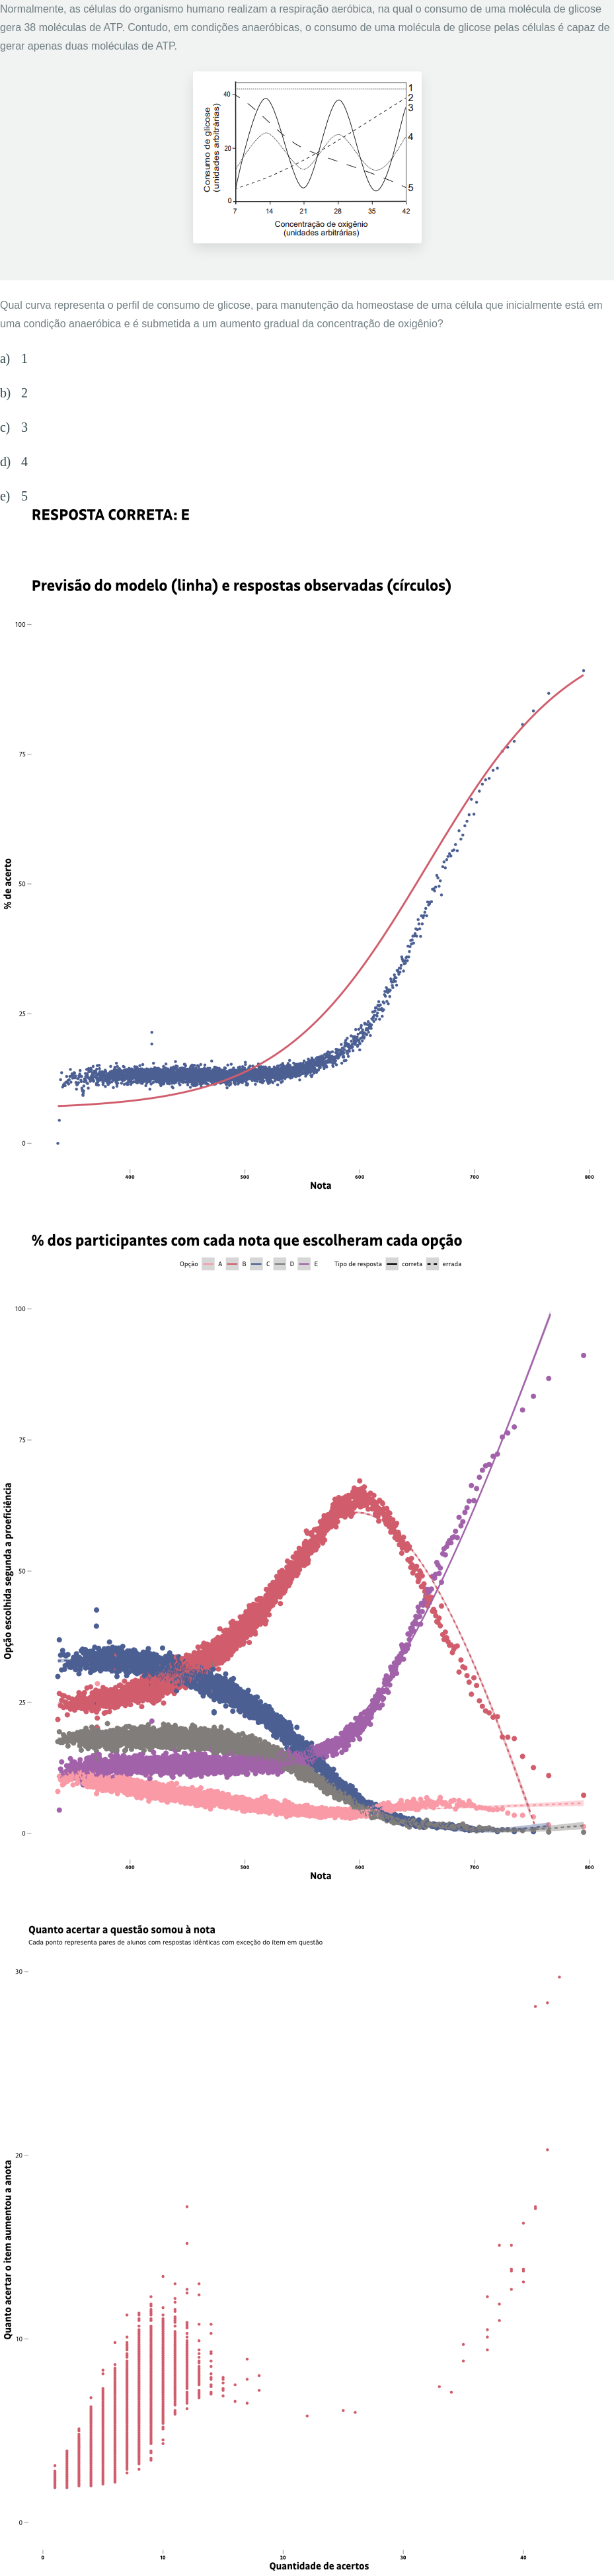 Normalmente, as células do organismo humano realizam a respiração aeróbica, na qual o consumo de uma molécula de glicose
gera 38 moléculas de ATP. Contudo, em condições anaeróbicas, o consumo de uma molécula de glicose pelas células é capaz de
gerar apenas duas moléculas de ATP.
Consumo de glicose
(unidades arbitrárias)
40
20
0
1
2
3
4
5
7 14 21 28 35 42
Concentração de oxigênio
(unidades arbitrárias)
Qual curva representa o perfil de consumo de glicose, para manutenção da homeostase de uma célula que inicialmente está em
uma condição anaeróbica e é submetida a um aumento gradual da concentração de oxigênio?
a) 1
b) 2
c) 3
d) 4
e) 5
RESPOSTA CORRETA: E
Previsão do modelo (linha) e respostas observadas (círculos)
% de acerto
100
75
50
25
0
400 500 600 700 800
Nota
% dos participantes com cada nota que escolheram cada opção
Opção A B C D E Tipo de resposta correta errada
Opção escolhida segunda a proeficiência
100
75
50
25
0
400 500 600 700 800
Nota
Quanto acertar a questão somou à nota
Cada ponto representa pares de alunos com respostas idênticas com exceção do item em questão
Quanto acertar o item aumentou a anota
30
20
10
0
0 10 20 30 40
Quantidade de acertos